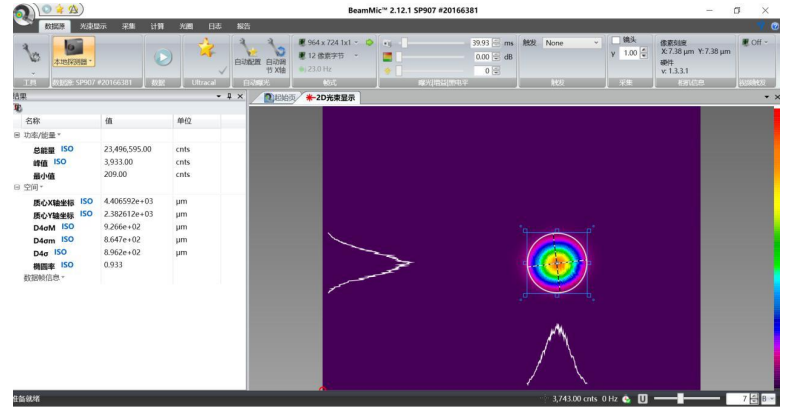 BeamMic™ 2.12.1 SP907 #20166381
数据源 光束显示 采集 计算 光圈 日志 报告
本地探测器
自动配置 自动调节 X轴
964 x 724 1x1
12 像素字节
23.0 Hz
39.93 ms
0.00 dB
0
触发 None
镜头
γ 1.00
像素刻度
X:7.38 μm Y:7.38 μm
硬件
v: 1.3.3.1
Off
工具 数据源: SP907 #20166381 数据 Ultracal 自动曝光 帧式 触发 采集 相机信息
结果
起始页 2D光束显示
名称 值 单位
功率/能量
总能量 ISO 23,496,595.00 cnts
峰值 ISO 3,933.00 cnts
最小值 209.00 cnts
空间
质心X轴坐标 ISO 4.406592e+03 μm
质心Y轴坐标 ISO 2.382612e+03 μm
D4σM ISO 9.266e+02 μm
D4σm ISO 8.647e+02 μm
D4σ ISO 8.962e+02 μm
椭圆率 ISO 0.933
数据帧信息
准备就绪
3,743.00 cnts 0 Hz U 7 B